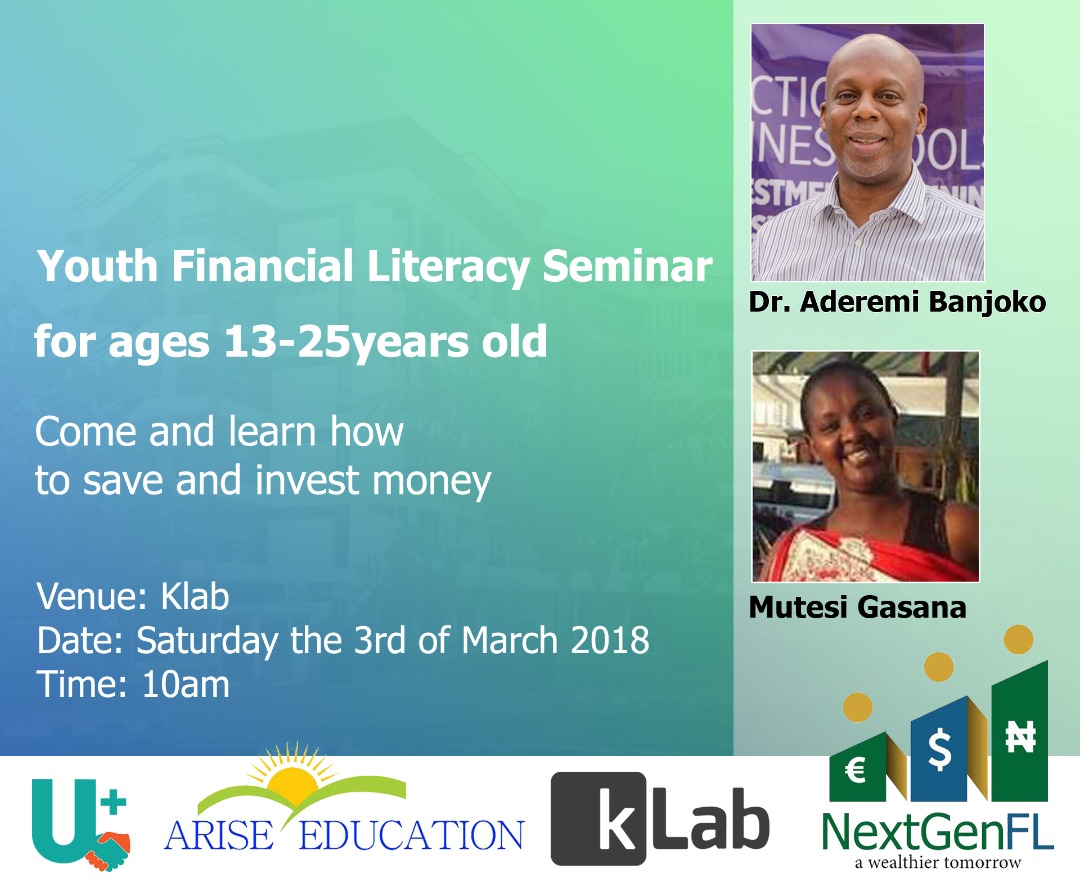 Youth Financial Literacy Seminar
for ages 13-25years old
Come and learn how
to save and invest money
Venue: Klab
Date: Saturday the 3rd of March 2018
Time: 10am
Dr. Aderemi Banjoko
Mutesi Gasana
U+
ARISE EDUCATION
kLab
€ $ ₦
NextGenFL
a wealthier tomorrow